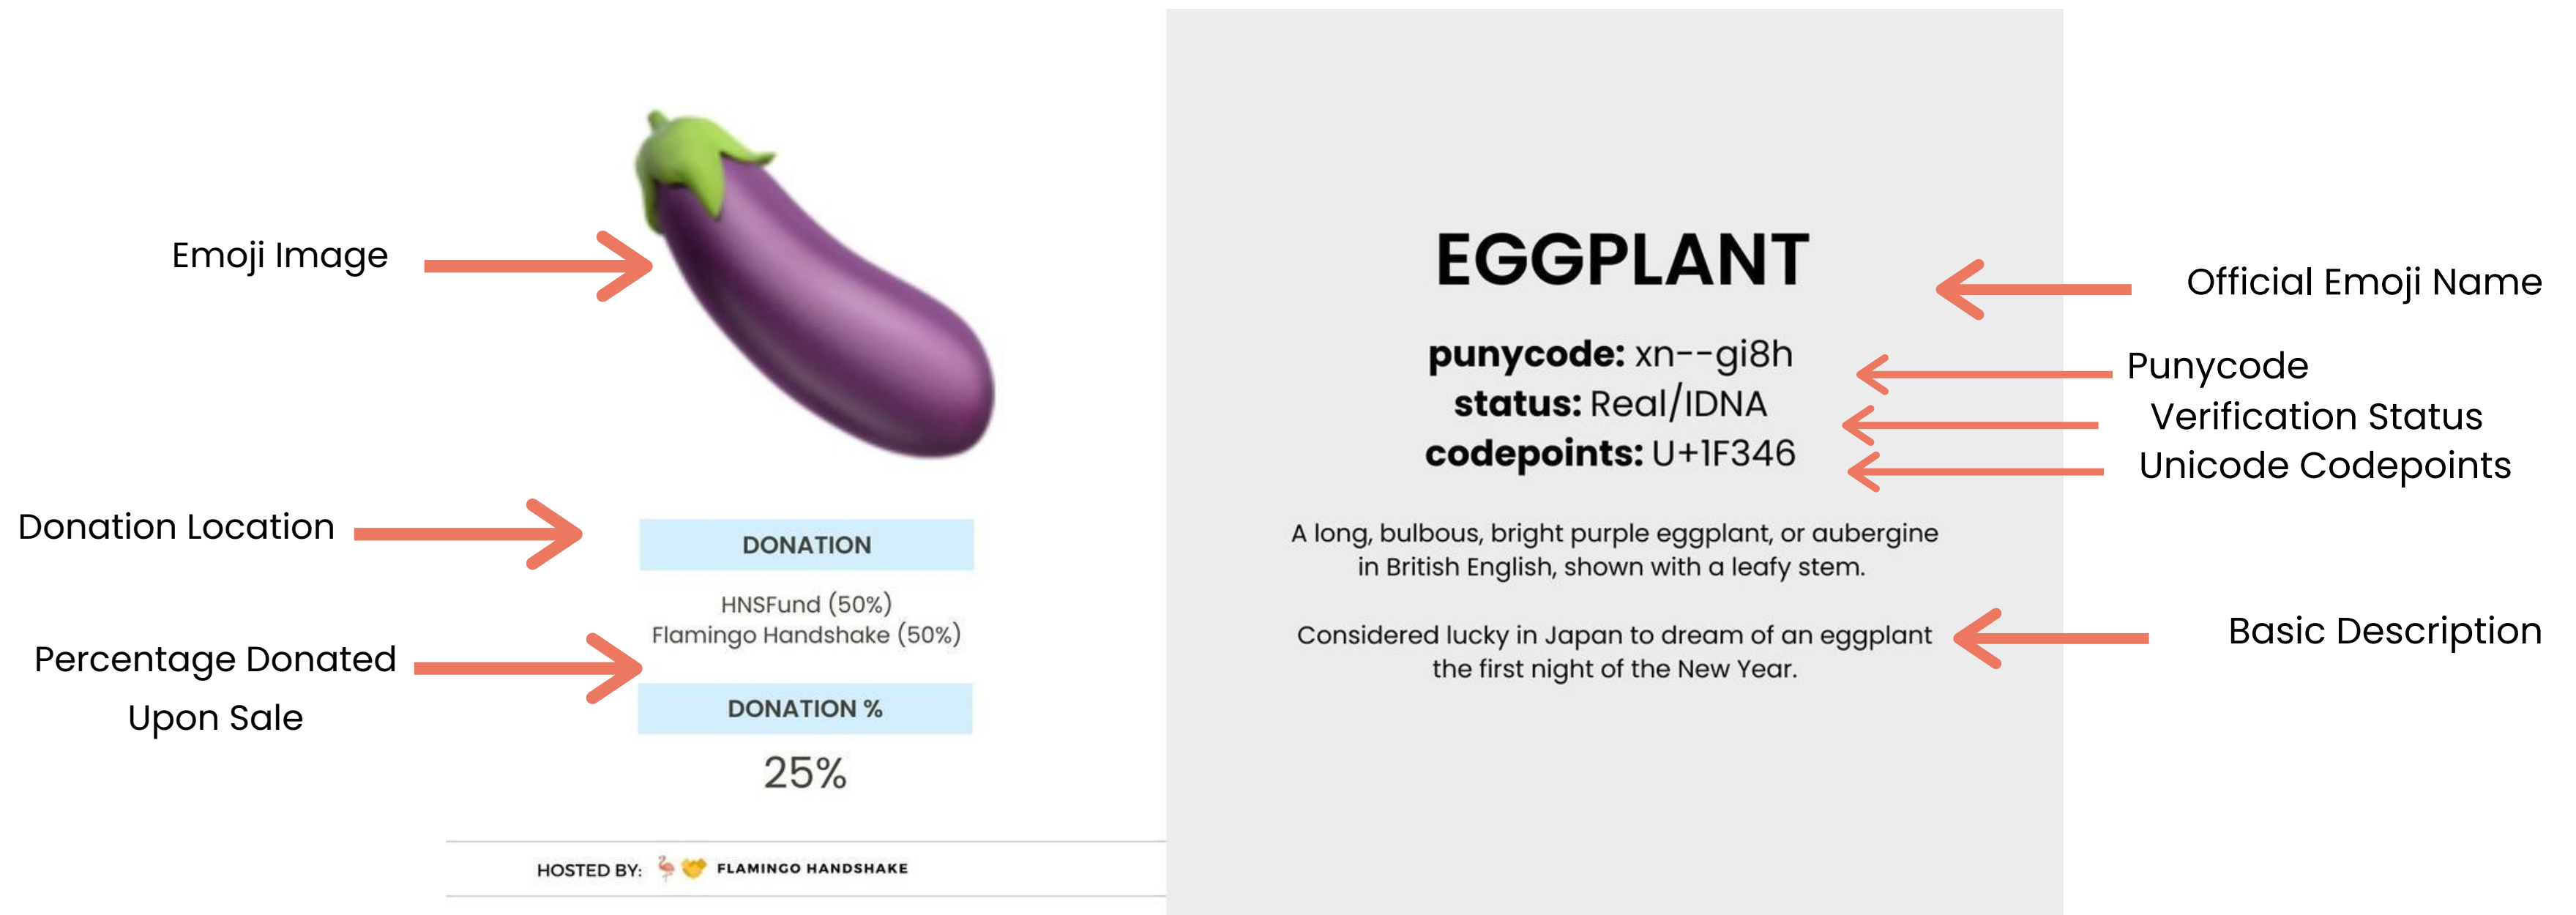 Emoji Image
Donation Location
Percentage Donated
Upon Sale
DONATION
HNSFund (50%)
Flamingo Handshake (50%)
DONATION %
25%
HOSTED BY: 🦩🤝 FLAMINGO HANDSHAKE
EGGPLANT
punycode: xn--gi8h
status: Real/IDNA
codepoints: U+1F346
A long, bulbous, bright purple eggplant, or aubergine
in British English, shown with a leafy stem.
Considered lucky in Japan to dream of an eggplant
the first night of the New Year.
Official Emoji Name
Punycode
Verification Status
Unicode Codepoints
Basic Description